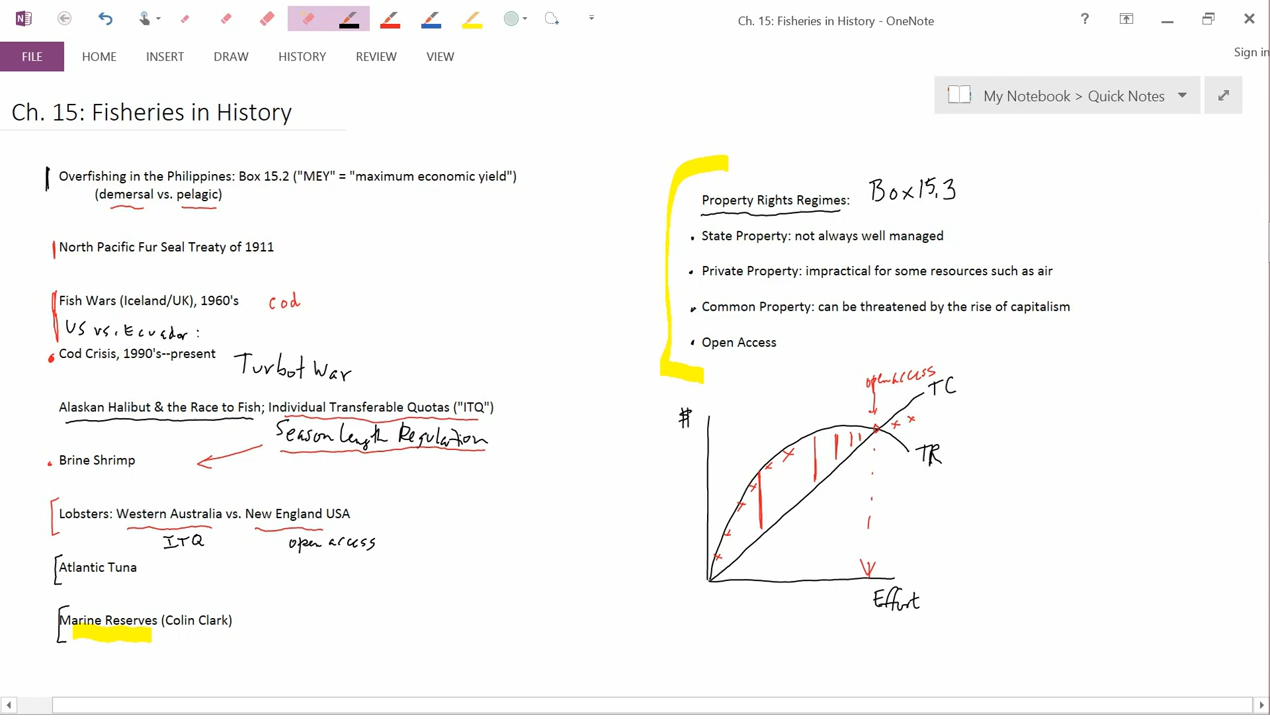 Ch. 15: Fisheries in History - OneNote
?
FILE HOME INSERT DRAW HISTORY REVIEW VIEW
Sign in
My Notebook > Quick Notes
Ch. 15: Fisheries in History
Overfishing in the Philippines: Box 15.2 ("MEY" = "maximum economic yield")
(demersal vs. pelagic)
North Pacific Fur Seal Treaty of 1911
Fish Wars (Iceland/UK), 1960's cod
US vs. Ecuador:
Cod Crisis, 1990's--present
Turbot War
Alaskan Halibut & the Race to Fish; Individual Transferable Quotas ("ITQ")
Season length Regulation
Brine Shrimp
Lobsters: Western Australia vs. New England USA
ITQ open access
Atlantic Tuna
Marine Reserves (Colin Clark)
Property Rights Regimes: Box 15.3
• State Property: not always well managed
• Private Property: impractical for some resources such as air
• Common Property: can be threatened by the rise of capitalism
• Open Access
open access
TC
$
TR
Effort